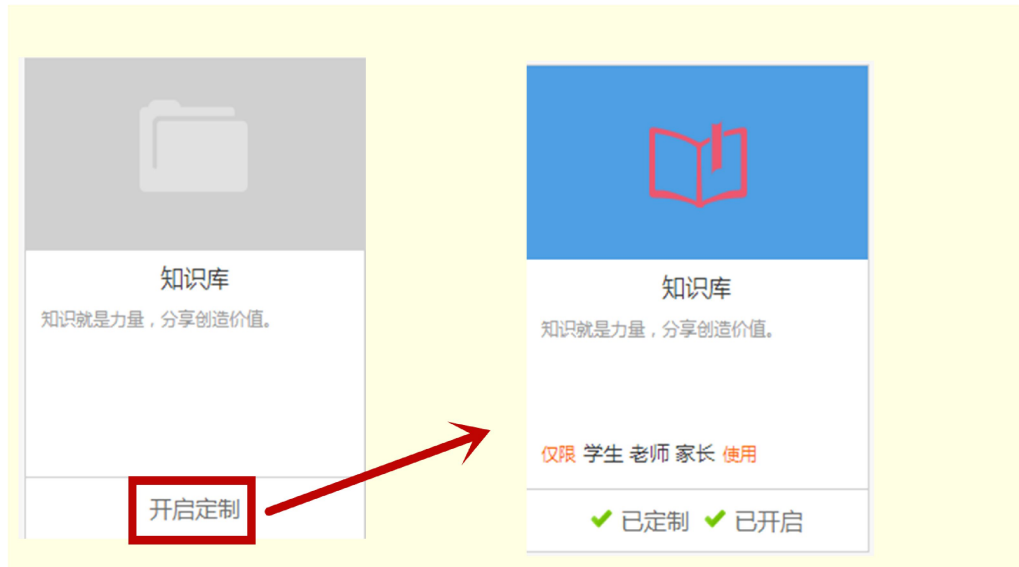 知识库
知识就是力量，分享创造价值。
开启定制
知识库
知识就是力量，分享创造价值。
仅限 学生 老师 家长 使用
已定制 已开启